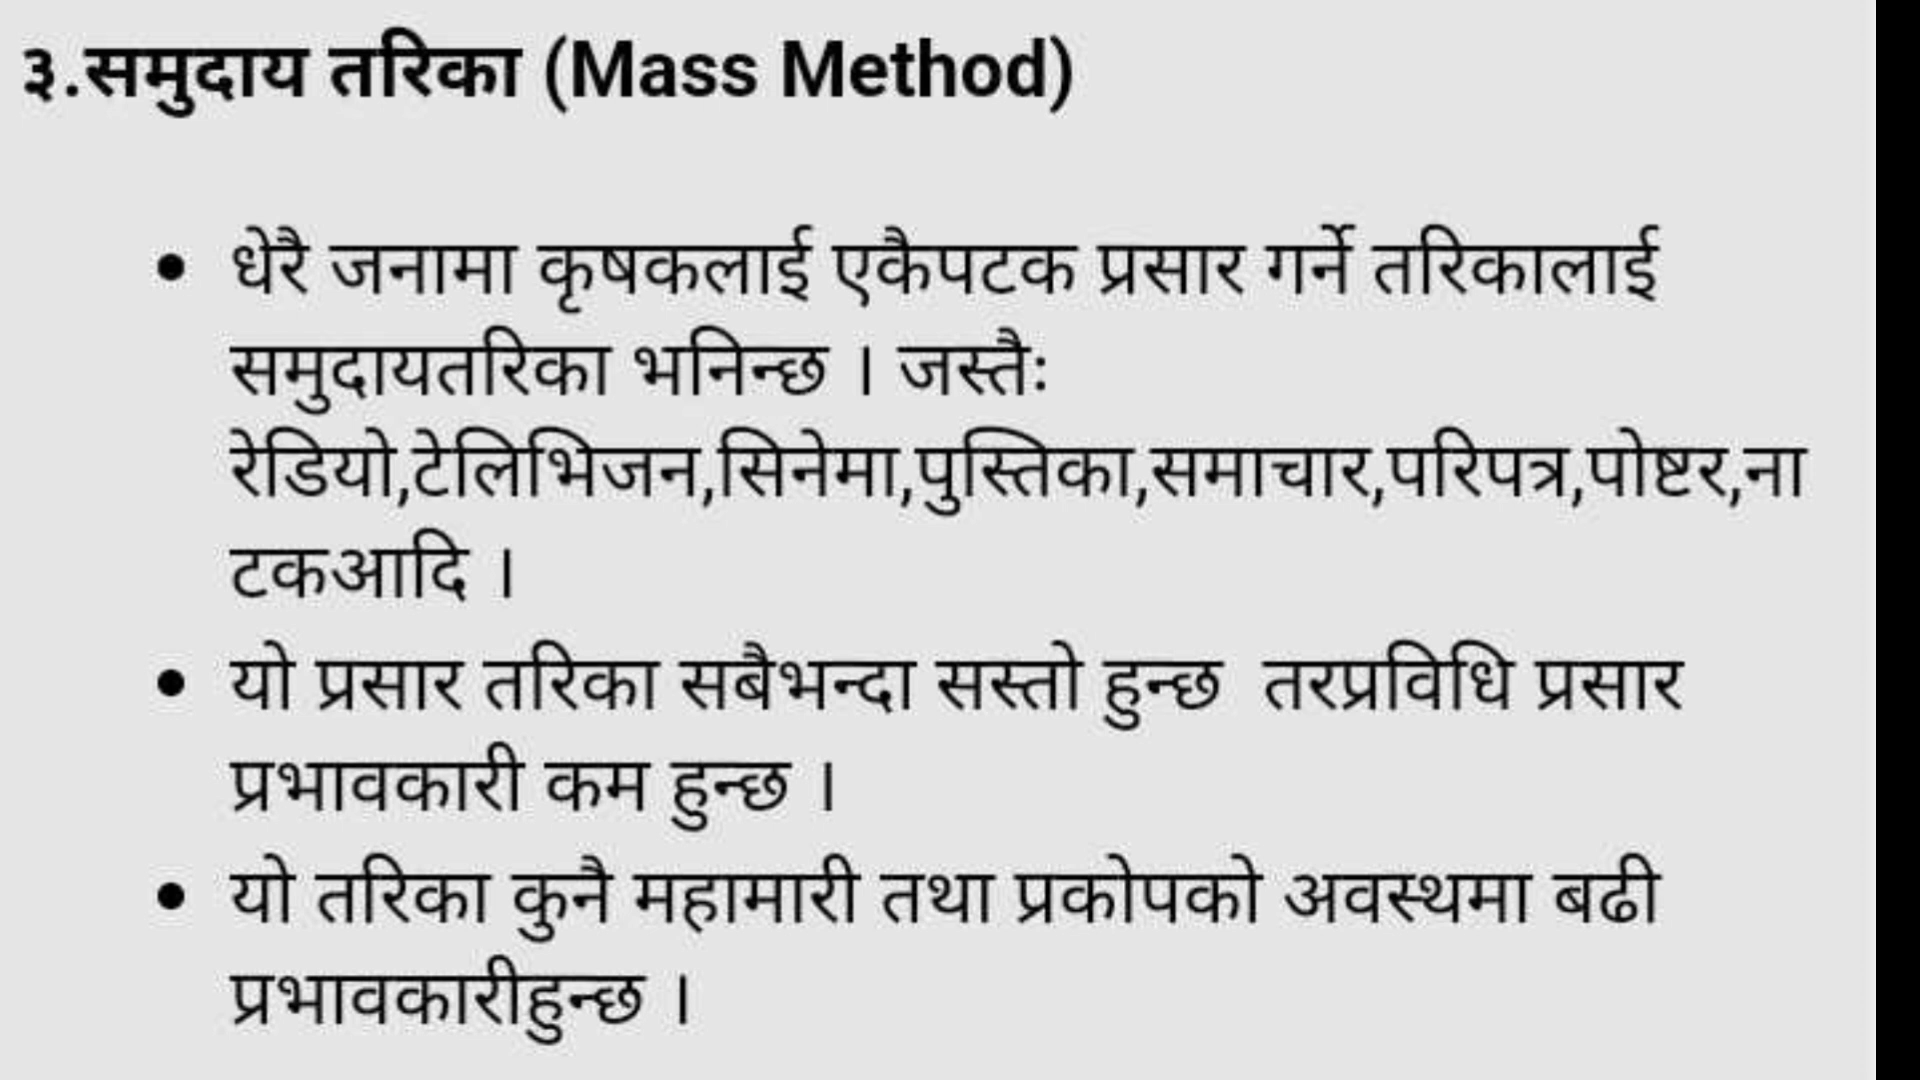 ३.समुदाय तरिका (Mass Method)
• धेरै जनामा कृषकलाई एकैपटक प्रसार गर्ने तरिकालाई
समुदायतरिका भनिन्छ । जस्तैः
रेडियो,टेलिभिजन,सिनेमा,पुस्तिका,समाचार,परिपत्र,पोष्टर,ना
टकआदि ।
• यो प्रसार तरिका सबैभन्दा सस्तो हुन्छ  तरप्रविधि प्रसार
प्रभावकारी कम हुन्छ ।
• यो तरिका कुनै महामारी तथा प्रकोपको अवस्थमा बढी
प्रभावकारीहुन्छ ।